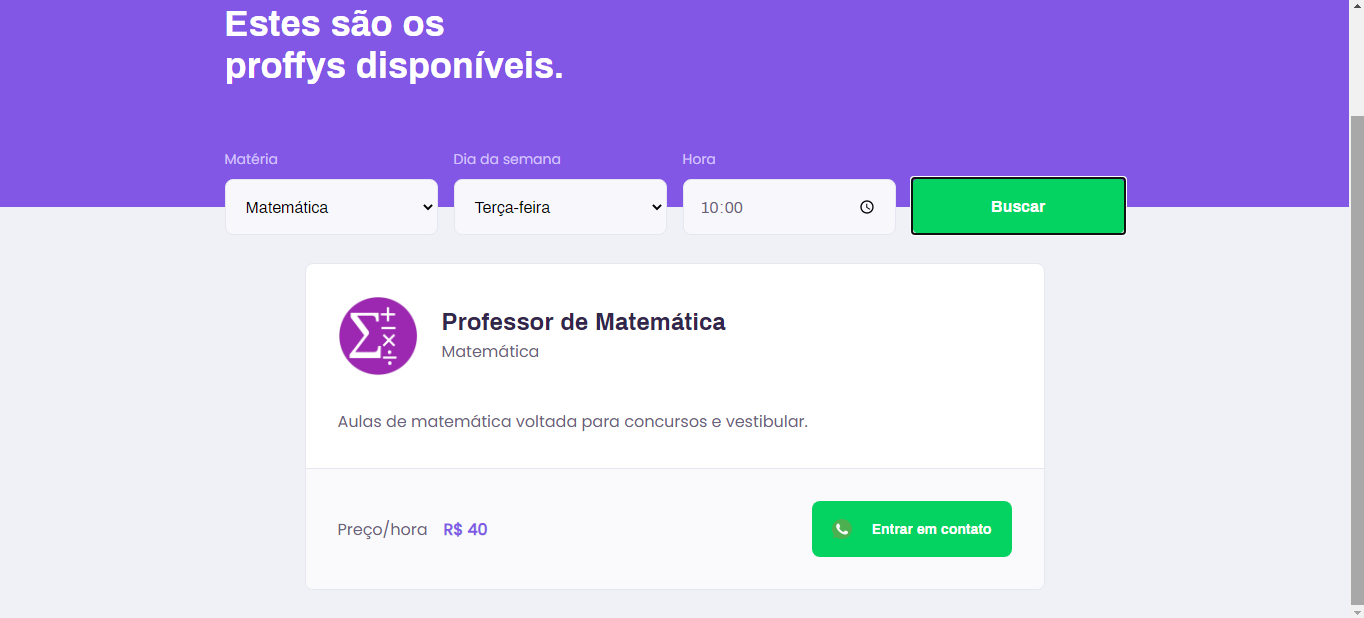 Estes são os
proffys disponíveis.
Matéria Dia da semana Hora
Matemática Terça-feira 10:00 Buscar
Professor de Matemática
Matemática
Aulas de matemática voltada para concursos e vestibular.
Preço/hora R$ 40 Entrar em contato